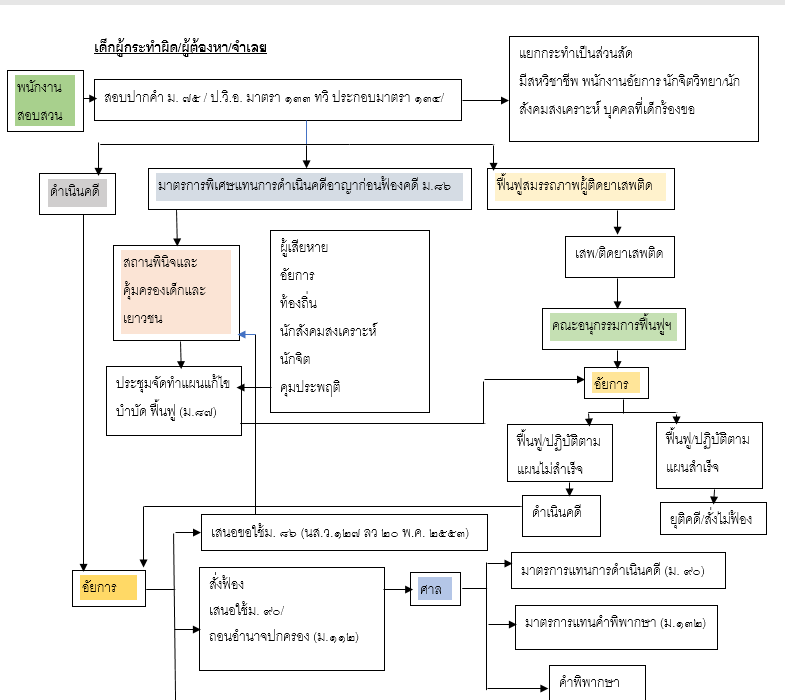 เด็กผู้กระทำผิด/ผู้ต้องหา/จำเลย
พนักงาน
สอบสวน
สอบปากคำ ม. ๗๕ / ป.วิ.อ. มาตรา ๑๓๓ ทวิ ประกอบมาตรา ๑๓๔/
แยกกระทำเป็นส่วนสัด
มีสหวิชาชีพ พนักงานอัยการ นักจิตวิทยา/นัก
สังคมสงเคราะห์ บุคคลที่เด็กร้องขอ
ดำเนินคดี
มาตรการพิเศษแทนการดำเนินคดีอาญาก่อนฟ้องคดี ม.๘๖
ฟื้นฟูสมรรถภาพผู้ติดยาเสพติด
สถานพินิจและ
คุ้มครองเด็กและ
เยาวชน
ผู้เสียหาย
อัยการ
ท้องถิ่น
นักสังคมสงเคราะห์
นักจิต
คุมประพฤติ
เสพ/ติดยาเสพติด
คณะอนุกรรมการฟื้นฟูฯ
ประชุมจัดทำแผนแก้ไข
บำบัด ฟื้นฟู (ม.๘๗)
อัยการ
ฟื้นฟู/ปฏิบัติตาม
แผนไม่สำเร็จ
ฟื้นฟู/ปฏิบัติตาม
แผนสำเร็จ
ดำเนินคดี
ยุติคดี/สั่งไม่ฟ้อง
เสนอขอใช้ม. ๘๖ (นส.ว.๑๒๗ ลว ๒๐ พ.ค. ๒๕๕๓)
อัยการ
สั่งฟ้อง
เสนอใช้ม. ๙๐/
ถอนอำนาจปกครอง (ม.๑๑๒)
ศาล
มาตรการแทนการดำเนินคดี (ม. ๙๐)
มาตรการแทนคำพิพากษา (ม.๑๓๒)
คำพิพากษา